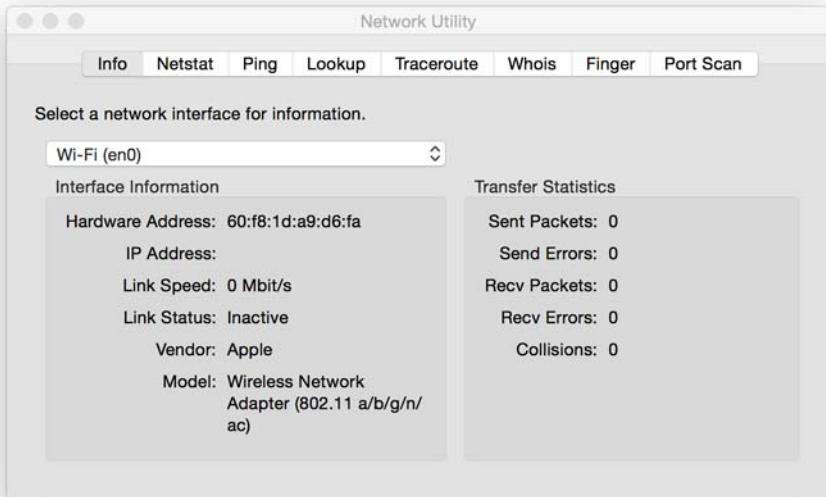 Network Utility
Info Netstat Ping Lookup Traceroute Whois Finger Port Scan
Select a network interface for information.
Wi-Fi (en0)
Interface Information
Hardware Address: 60:f8:1d:a9:d6:fa
IP Address:
Link Speed: 0 Mbit/s
Link Status: Inactive
Vendor: Apple
Model: Wireless Network
Adapter (802.11 a/b/g/n/
ac)
Transfer Statistics
Sent Packets: 0
Send Errors: 0
Recv Packets: 0
Recv Errors: 0
Collisions: 0